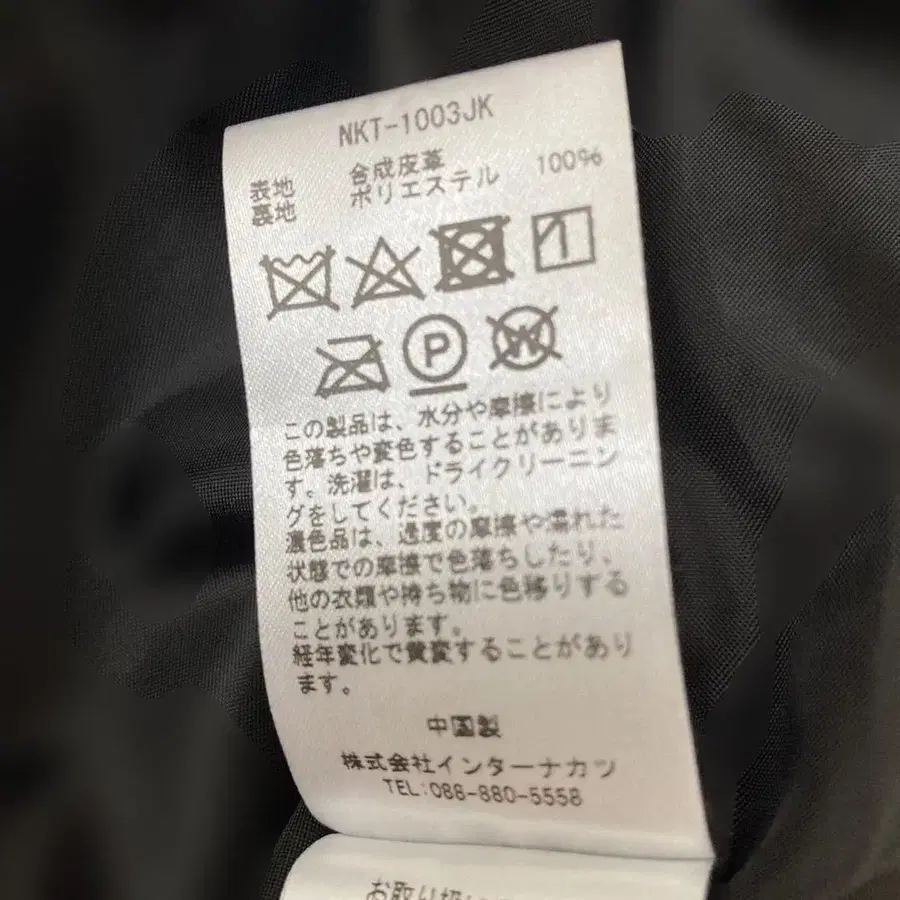 NKT-1003JK
表地 合成皮革
裏地 ポリエステル 100%
P
W
この製品は、水分や摩擦により
色落ちや変色することがありま
す。洗濯は、ドライクリーニン
グをしてください。
濃色品は、過度の摩擦や濡れた
状態での摩擦で色落ちしたり、
他の衣類や持ち物に色移りする
ことがあります。
経年変化で黄変することがあり
ます。
中国製
株式会社インターナカツ
TEL:088-880-5558
お取り扱い